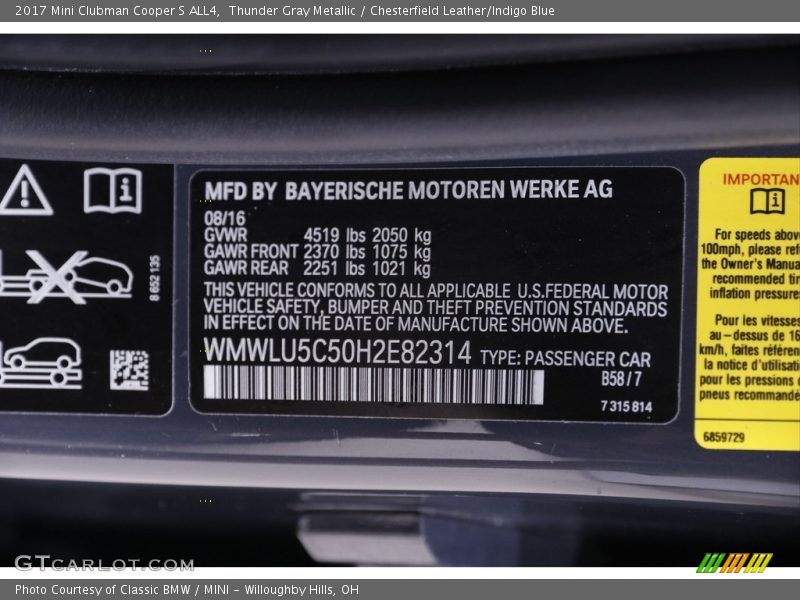 2017 Mini Clubman Cooper S ALL4,  Thunder Gray Metallic / Chesterfield Leather/Indigo Blue
MFD BY BAYERISCHE MOTOREN WERKE AG
08/16
GVWR 4519 lbs 2050 kg
GAWR FRONT 2370 lbs 1075 kg
GAWR REAR 2251 lbs 1021 kg
THIS VEHICLE CONFORMS TO ALL APPLICABLE U.S.FEDERAL MOTOR
VEHICLE SAFETY, BUMPER AND THEFT PREVENTION STANDARDS
IN EFFECT ON THE DATE OF MANUFACTURE SHOWN ABOVE.
WMWLU5C50H2E82314 TYPE: PASSENGER CAR
B58/7
7 315 814
8 652 135
IMPORTAN
For speeds above
100mph, please refe
the Owner's Manua
recommended tir
inflation pressure
Pour les vitesses
au-dessus de 16
km/h, faites référen
la notice d'utilisati
pour les pressions d
pneus recommandé
6859729
GTCARLOT.COM
Photo Courtesy of Classic BMW / MINI - Willoughby Hills, OH